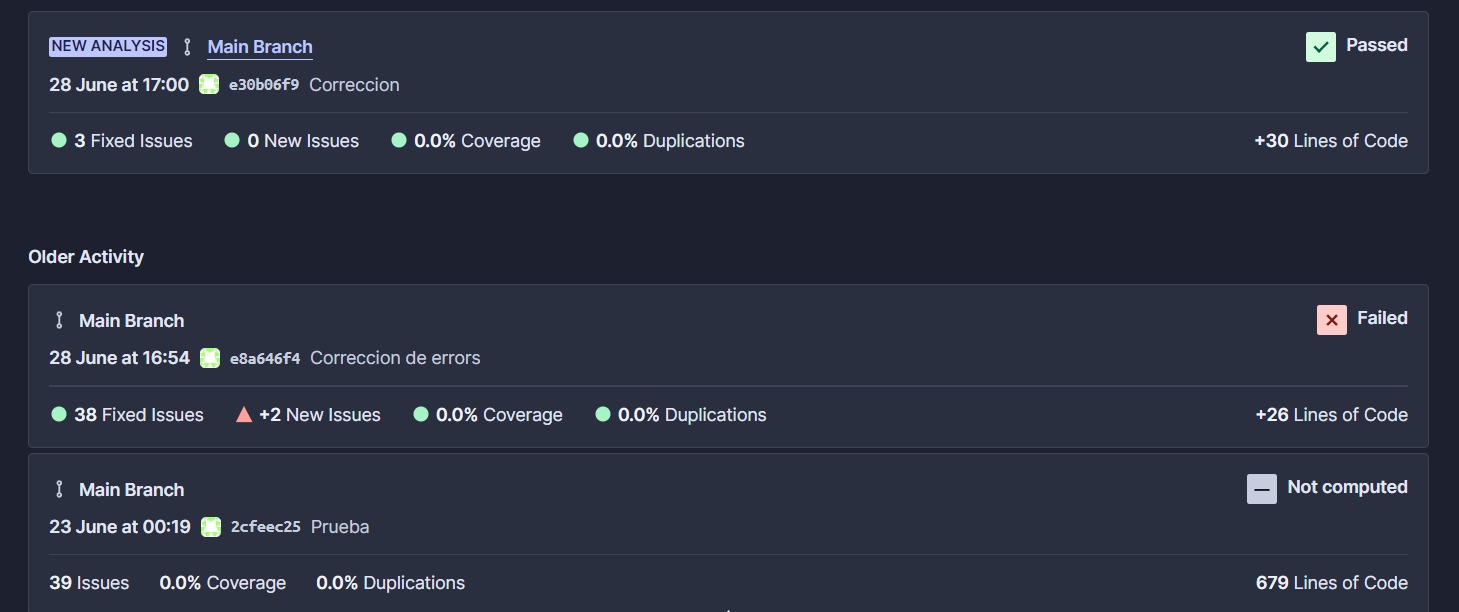 NEW ANALYSIS Main Branch Passed
28 June at 17:00 e30b06f9 Correccion
3 Fixed Issues 0 New Issues 0.0% Coverage 0.0% Duplications +30 Lines of Code
Older Activity
Main Branch Failed
28 June at 16:54 e8a646f4 Correccion de errors
38 Fixed Issues +2 New Issues 0.0% Coverage 0.0% Duplications +26 Lines of Code
Main Branch Not computed
23 June at 00:19 2cfeec25 Prueba
39 Issues 0.0% Coverage 0.0% Duplications 679 Lines of Code